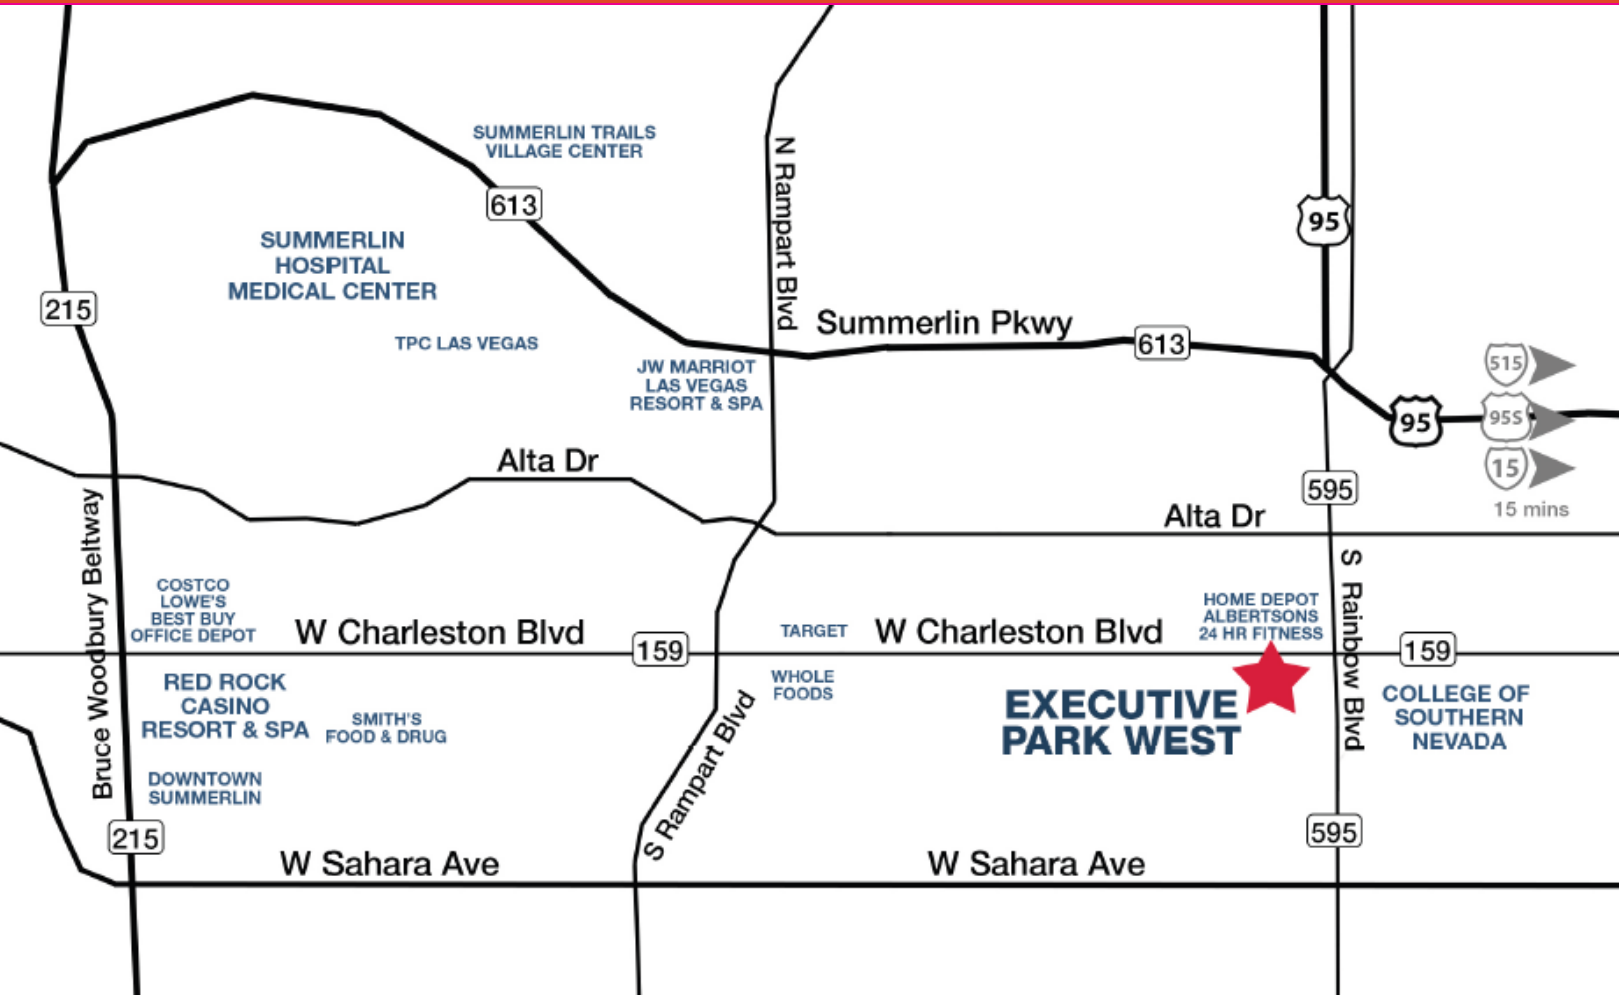 SUMMERLIN TRAILS
VILLAGE CENTER
N Rampart Blvd
613
95
SUMMERLIN
HOSPITAL
MEDICAL CENTER
215
Summerlin Pkwy
613
TPC LAS VEGAS
JW MARRIOT
LAS VEGAS
RESORT & SPA
515
95
95S
15
15 mins
Alta Dr
595
Alta Dr
Bruce Woodbury Beltway
COSTCO
LOWE'S
BEST BUY
OFFICE DEPOT
W Charleston Blvd
159
TARGET
W Charleston Blvd
HOME DEPOT
ALBERTSONS
24 HR FITNESS
S Rainbow Blvd
159
RED ROCK
CASINO
RESORT & SPA
SMITH'S
FOOD & DRUG
WHOLE
FOODS
EXECUTIVE
PARK WEST
COLLEGE OF
SOUTHERN
NEVADA
DOWNTOWN
SUMMERLIN
S Rampart Blvd
215
595
W Sahara Ave
W Sahara Ave